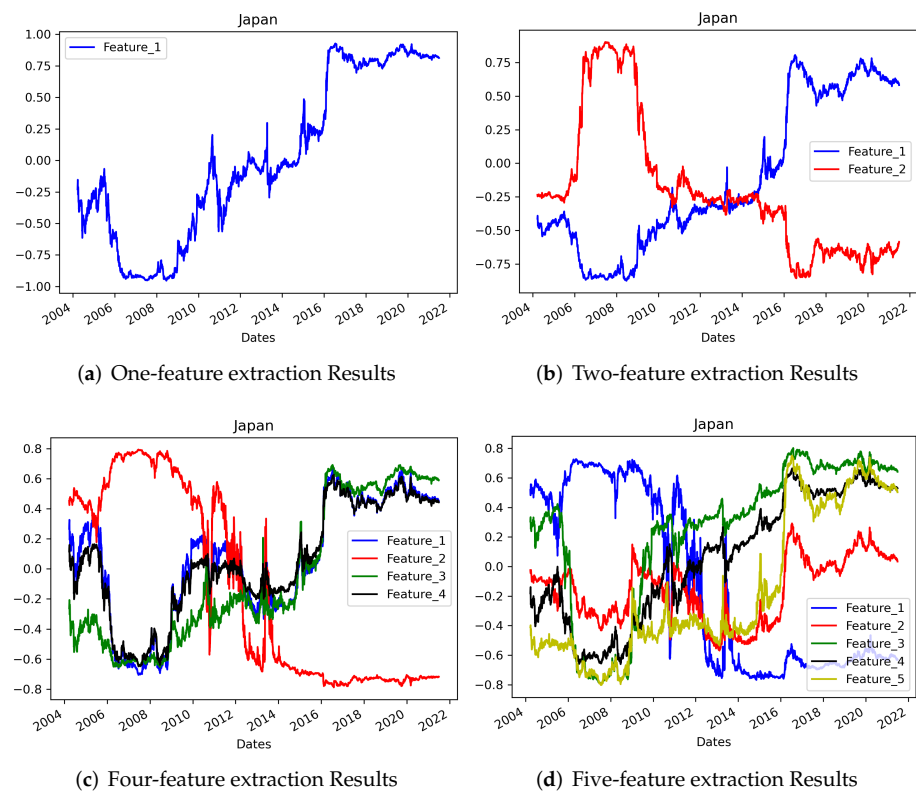 Japan
1.00
0.75
0.50
0.25
0.00
−0.25
−0.50
−0.75
−1.00
Feature_1
2004 2006 2008 2010 2012 2014 2016 2018 2020 2022
Dates
(a) One-feature extraction Results
Japan
0.75
0.50
0.25
0.00
−0.25
−0.50
−0.75
Feature_1
Feature_2
2004 2006 2008 2010 2012 2014 2016 2018 2020 2022
Dates
(b) Two-feature extraction Results
Japan
0.8
0.6
0.4
0.2
0.0
−0.2
−0.4
−0.6
−0.8
Feature_1
Feature_2
Feature_3
Feature_4
2004 2006 2008 2010 2012 2014 2016 2018 2020 2022
Dates
(c) Four-feature extraction Results
Japan
0.8
0.6
0.4
0.2
0.0
−0.2
−0.4
−0.6
−0.8
Feature_1
Feature_2
Feature_3
Feature_4
Feature_5
2004 2006 2008 2010 2012 2014 2016 2018 2020 2022
Dates
(d) Five-feature extraction Results